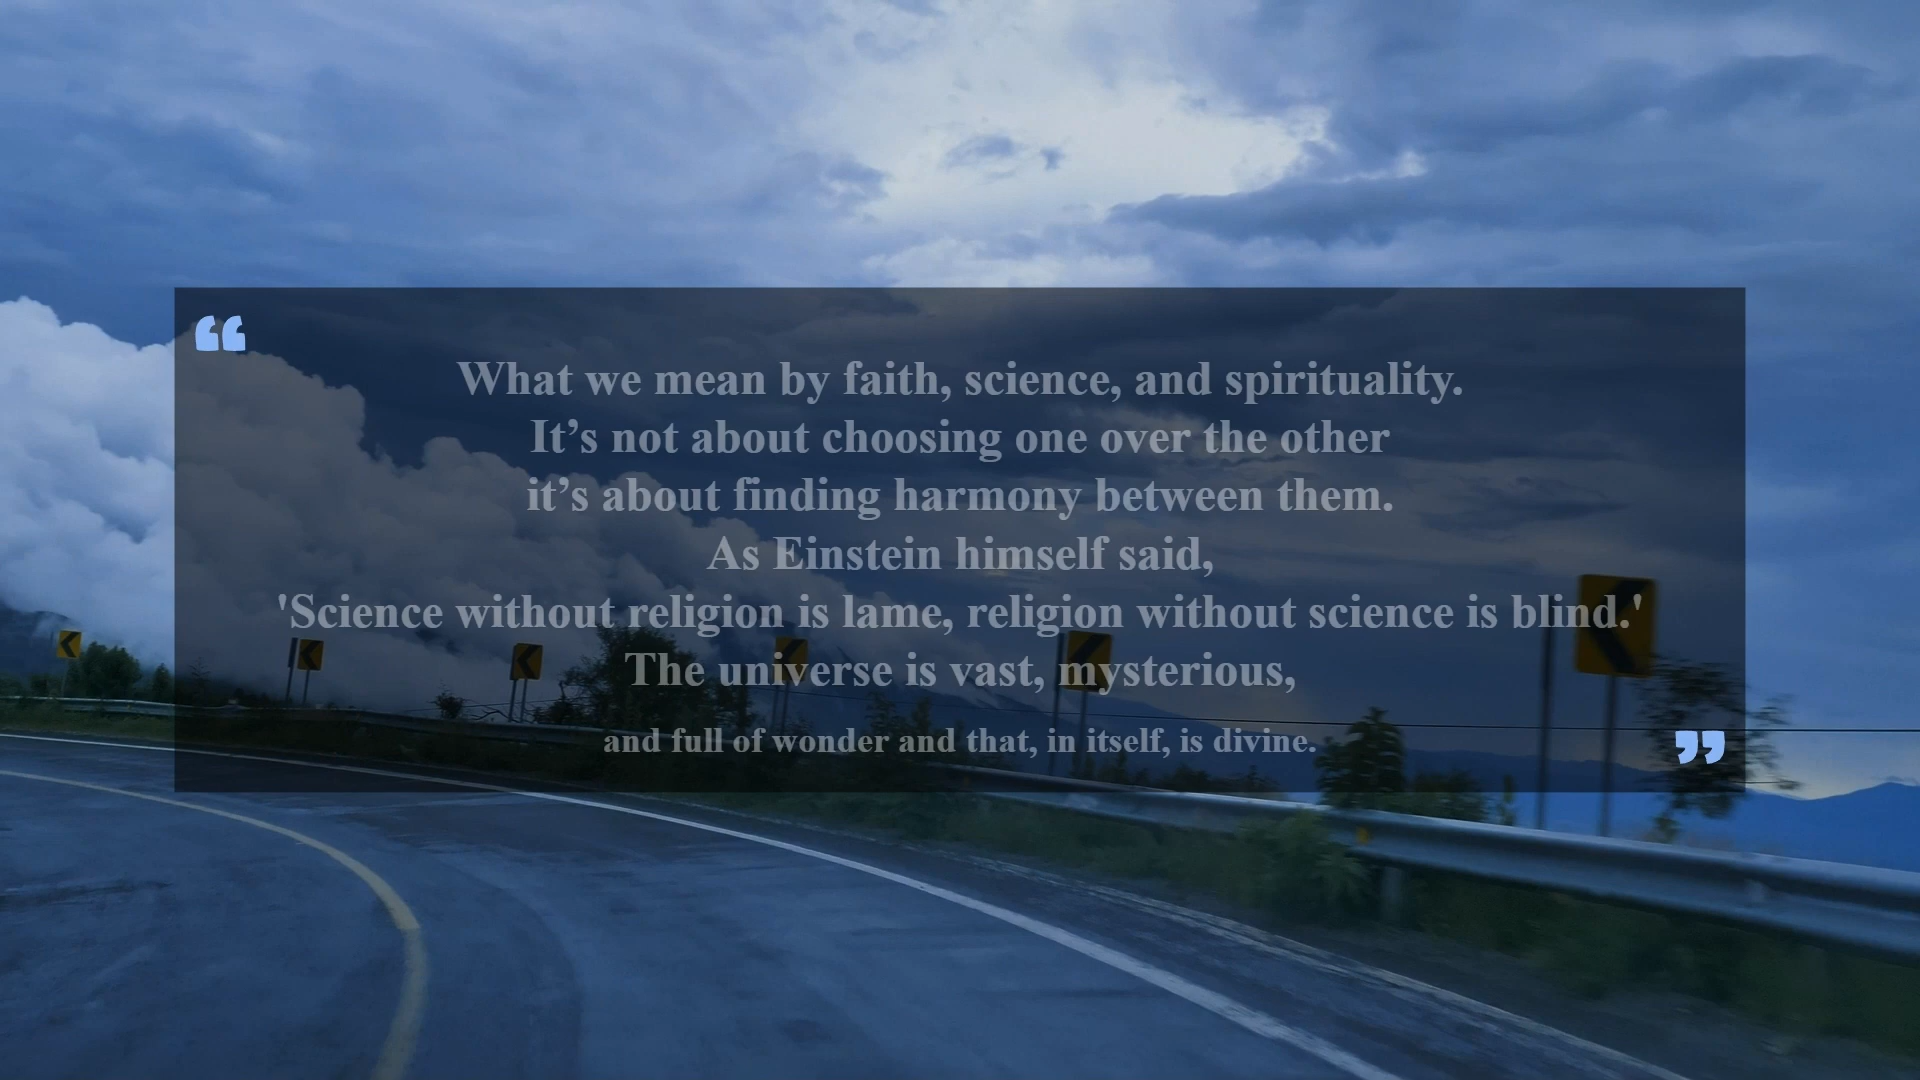 “
What we mean by faith, science, and spirituality.
It’s not about choosing one over the other
it’s about finding harmony between them.
As Einstein himself said,
'Science without religion is lame, religion without science is blind.'
The universe is vast, mysterious,
and full of wonder and that, in itself, is divine.
”